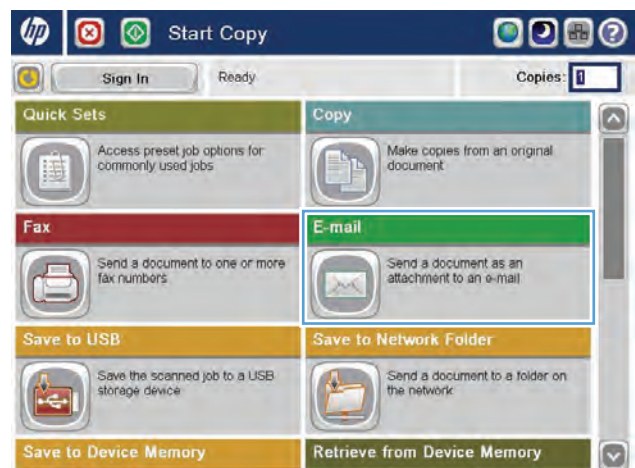 hp
Start Copy
?
Sign In
Ready
Copies: 1
Quick Sets
Access preset job options for
commonly used jobs
Copy
Make copies from an original
document
Fax
Send a document to one or more
fax numbers
E-mail
Send a document as an
attachment to an e-mail
Save to USB
Save the scanned job to a USB
storage device
Save to Network Folder
Send a document to a folder on
the network
Save to Device Memory
Retrieve from Device Memory